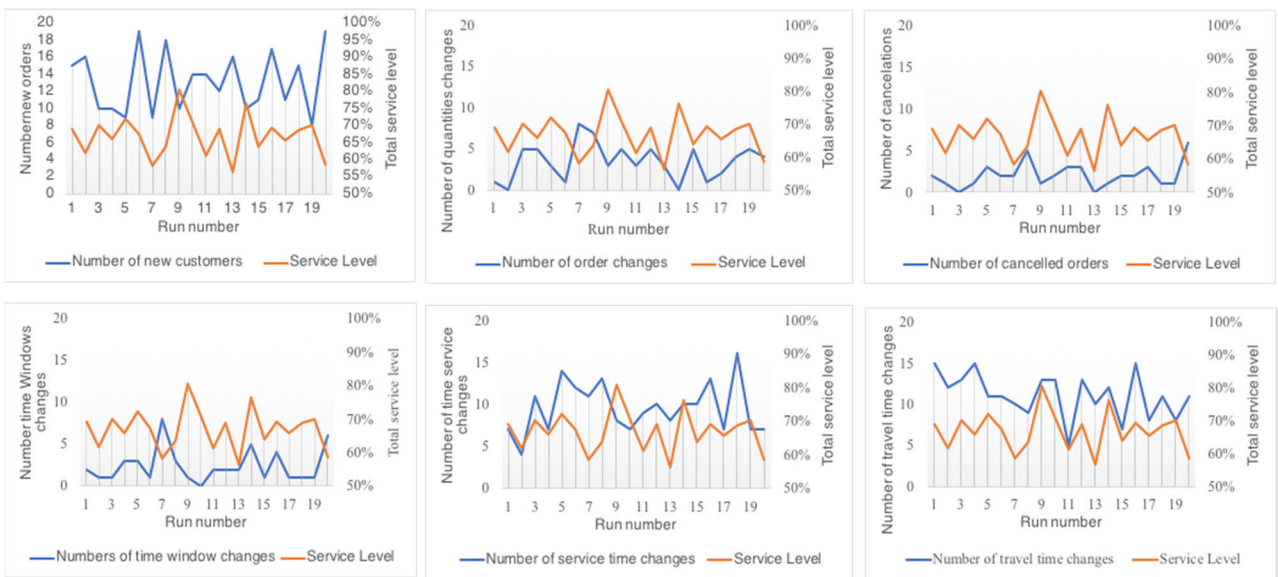 Numbernew orders
20
18
16
14
12
10
8
6
4
2
0
100%
95%
90%
85%
80%
75%
70%
65%
60%
55%
50%
Total service level
1 3 5 7 9 11 13 15 17 19
Run number
Number of new customers Service Level
Number of quantities changes
20
15
10
5
0
100%
90%
80%
70%
60%
50%
Total service level
1 3 5 7 9 11 13 15 17 19
Run number
Number of order changes Service Level
Number of cancelations
20
15
10
5
0
100%
90%
80%
70%
60%
50%
Total service level
1 3 5 7 9 11 13 15 17 19
Run number
Number of cancelled orders Service Level
Number time Windows
changes
20
15
10
5
0
100%
90%
80%
70%
60%
50%
Total service level
1 3 5 7 9 11 13 15 17 19
Run number
Numbers of time window changes Service Level
Number of time service
changes
20
15
10
5
0
100%
90%
80%
70%
60%
50%
Total service level
1 3 5 7 9 11 13 15 17 19
Run number
Number of service time changes Service Level
Number of travel time changes
20
15
10
5
0
100%
90%
80%
70%
60%
50%
Total service level
1 3 5 7 9 11 13 15 17 19
Run number
Number of travel time changes Service Level